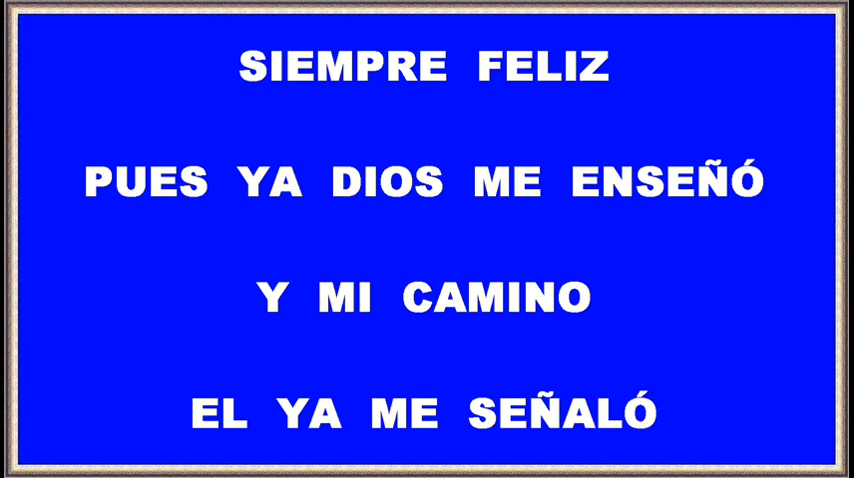 SIEMPRE FELIZ
PUES YA DIOS ME ENSEÑÓ
Y MI CAMINO
EL YA ME SEÑALÓ